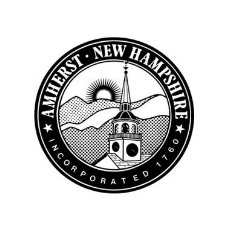 AMHERST · NEW HAMPSHIRE
INCORPORATED 1760